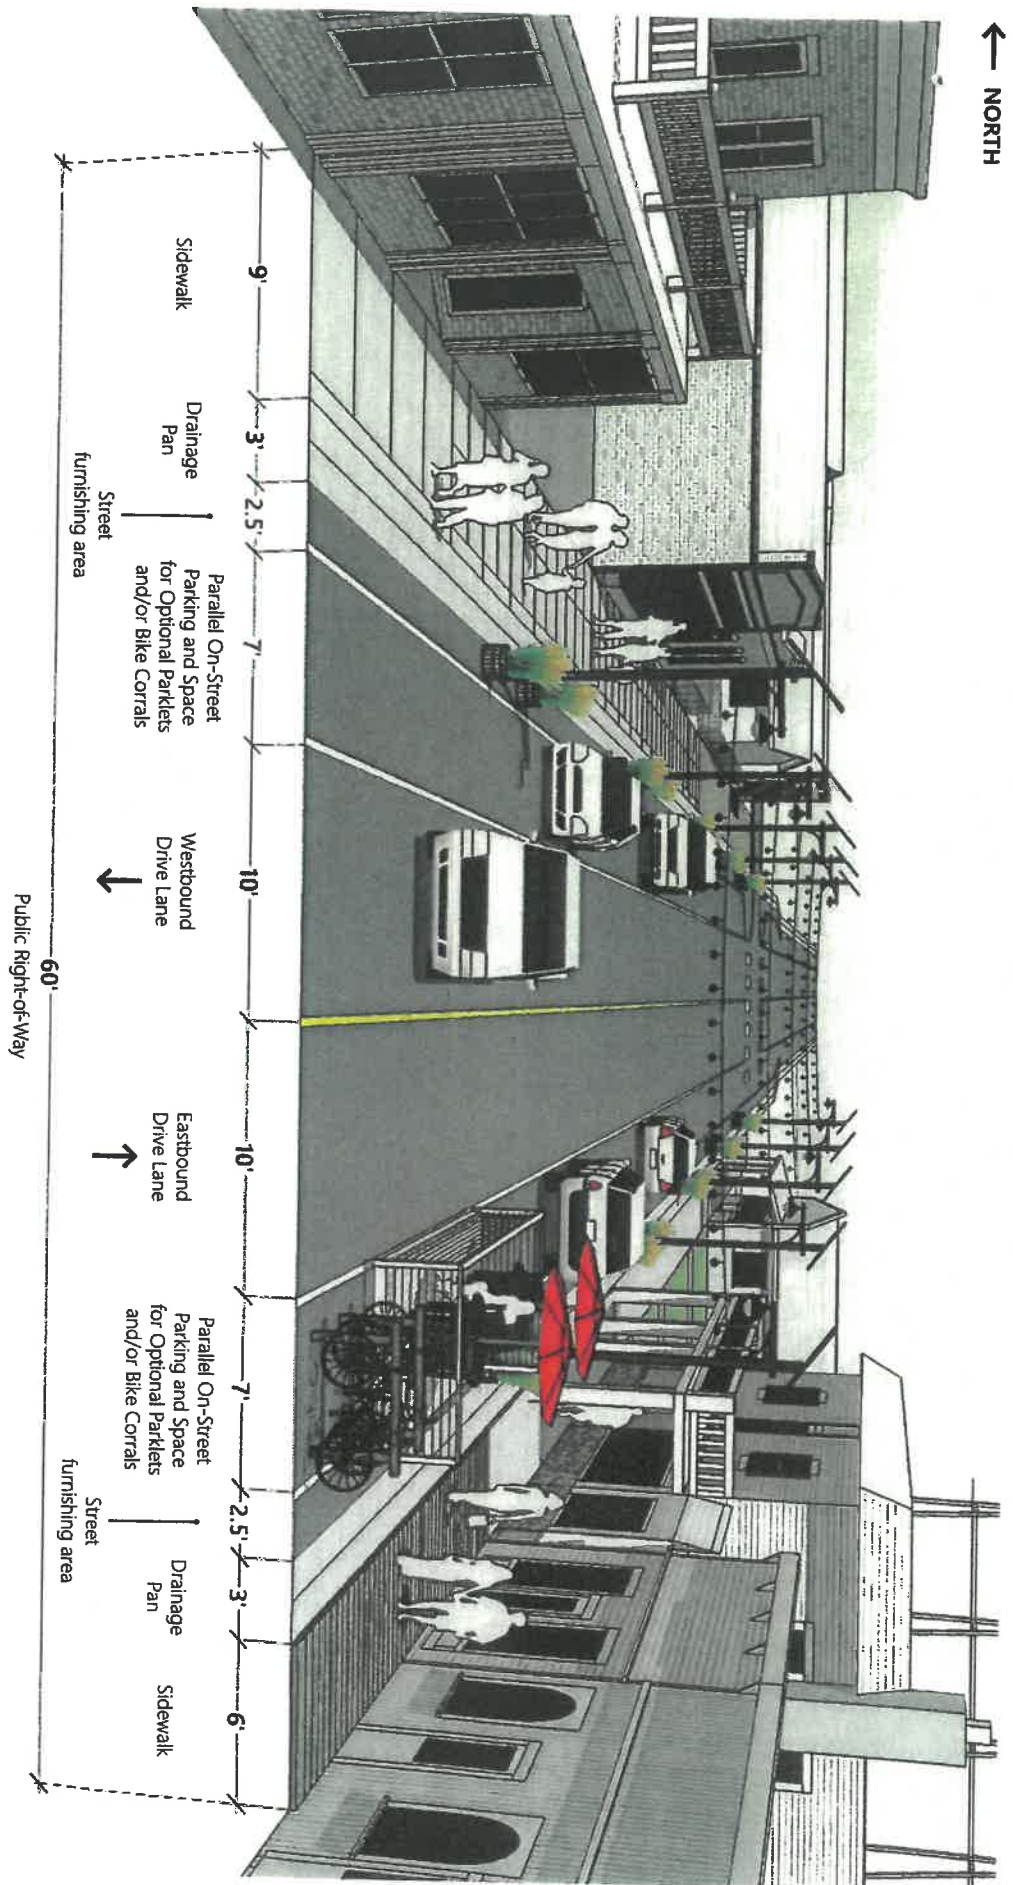 ← NORTH
9'
3'
2.5'
7'
10'
10'
7'
2.5'
3'
6'
Sidewalk
Drainage
Pan
Street
furnishing area
Parallel On-Street
Parking and Space
for Optional Parklets
and/or Bike Corrals
Westbound
Drive Lane
←
Eastbound
Drive Lane
→
Parallel On-Street
Parking and Space
for Optional Parklets
and/or Bike Corrals
Street
furnishing area
Drainage
Pan
Sidewalk
60'
Public Right-of-Way